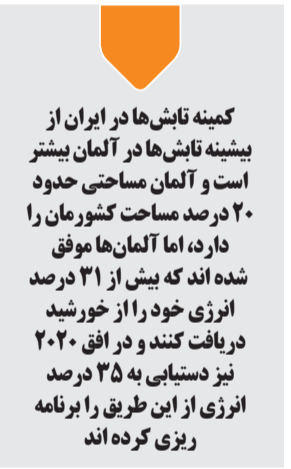 کمینه تابش‌ها در ایران از
بیشینه تابش‌ها در آلمان بیشتر
است و آلمان مساحتی حدود
۲۰ درصد مساحت کشورمان را
دارد، اما آلمان‌ها موفق
شده اند که بیش از ۳۱ درصد
انرژی خود را از خورشید
دریافت کنند و در افق ۲۰۲۰
نیز دستیابی به ۳۵ درصد
انرژی از این طریق را برنامه
ریزی کرده اند